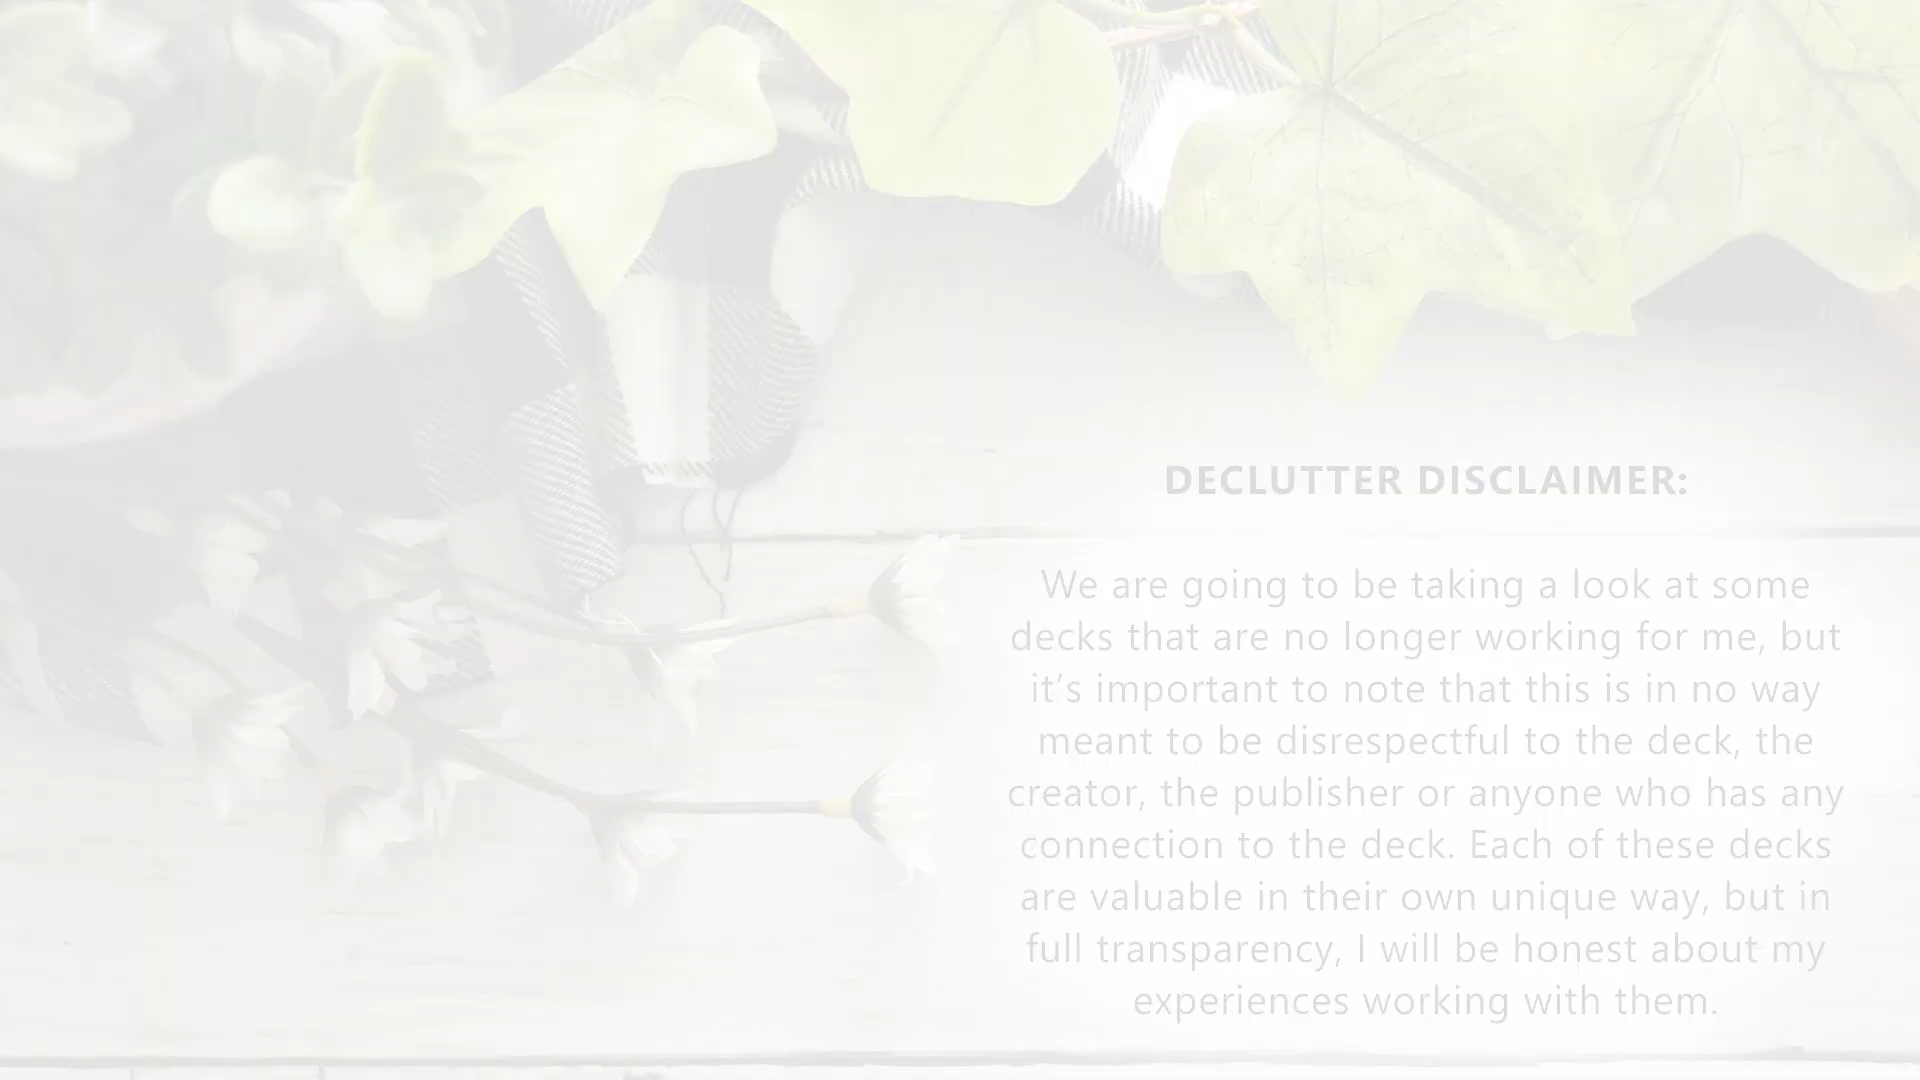 DECLUTTER DISCLAIMER:
We are going to be taking a look at some
decks that are no longer working for me, but
it’s important to note that this is in no way
meant to be disrespectful to the deck, the
creator, the publisher or anyone who has any
connection to the deck. Each of these decks
are valuable in their own unique way, but in
full transparency, I will be honest about my
experiences working with them.